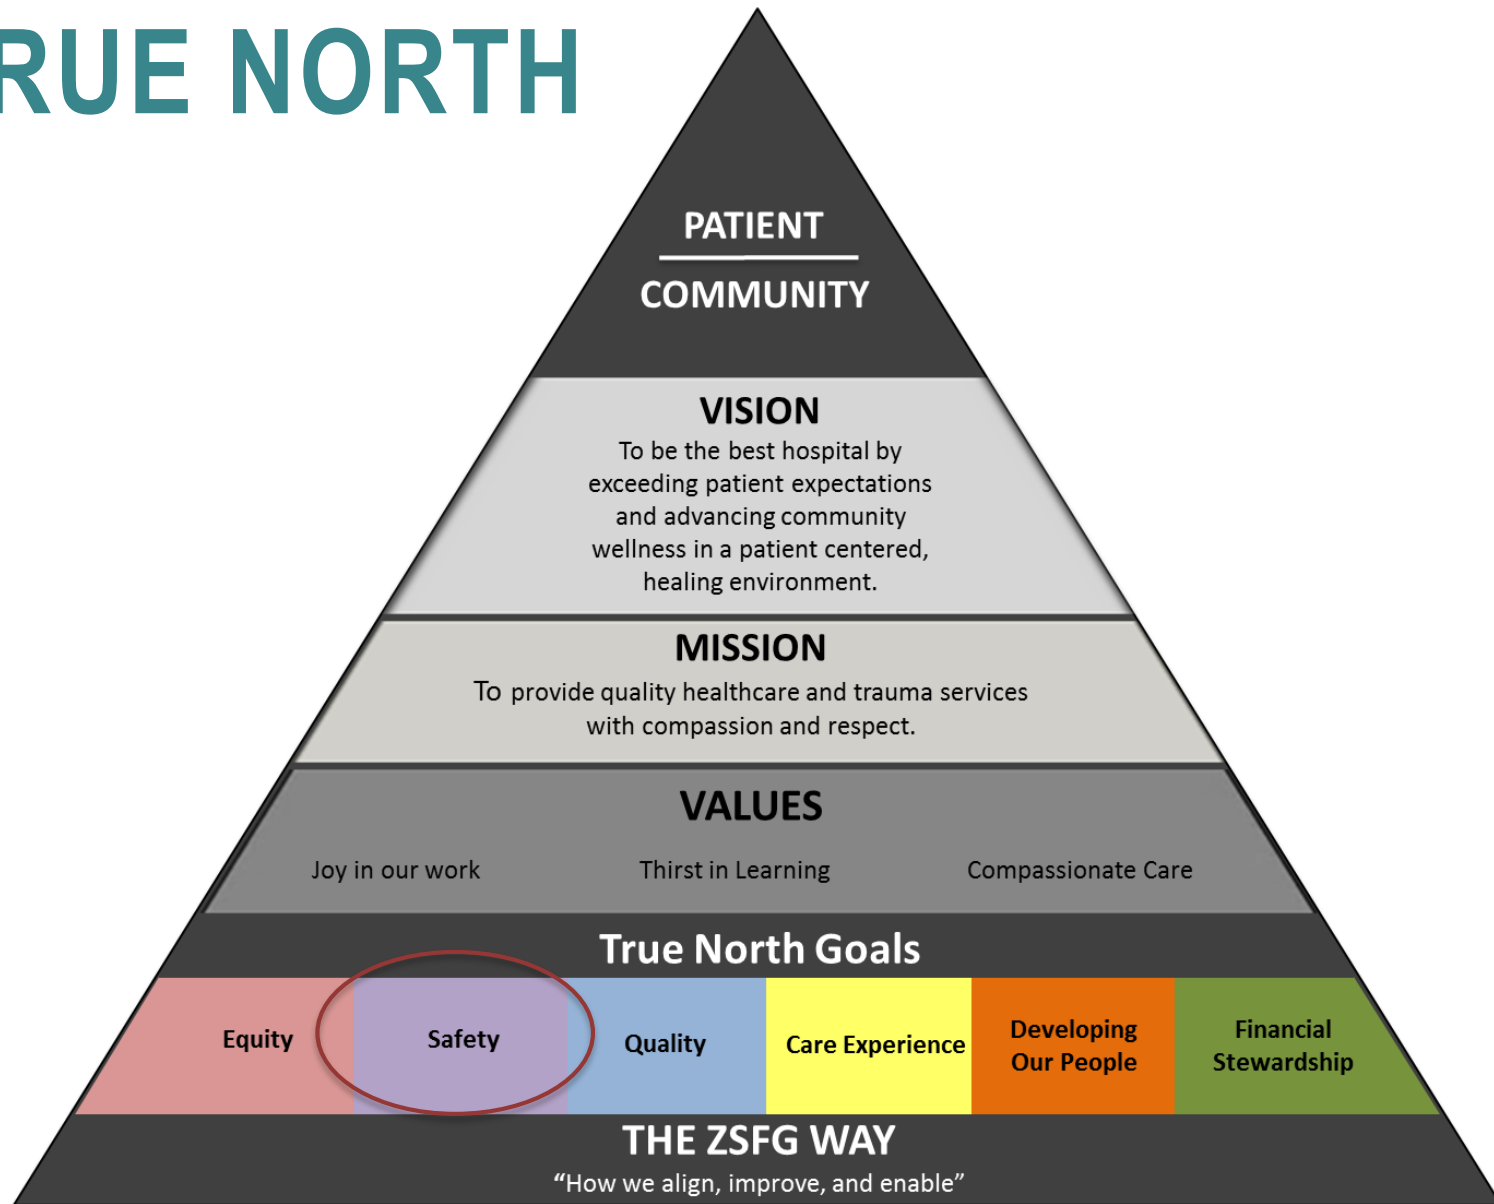 RUE NORTH
PATIENT
COMMUNITY
VISION
To be the best hospital by
exceeding patient expectations
and advancing community
wellness in a patient centered,
healing environment.
MISSION
To provide quality healthcare and trauma services
with compassion and respect.
VALUES
Joy in our work
Thirst in Learning
Compassionate Care
True North Goals
Equity
Safety
Quality
Care Experience
Developing
Our People
Financial
Stewardship
THE ZSFG WAY
“How we align, improve, and enable”